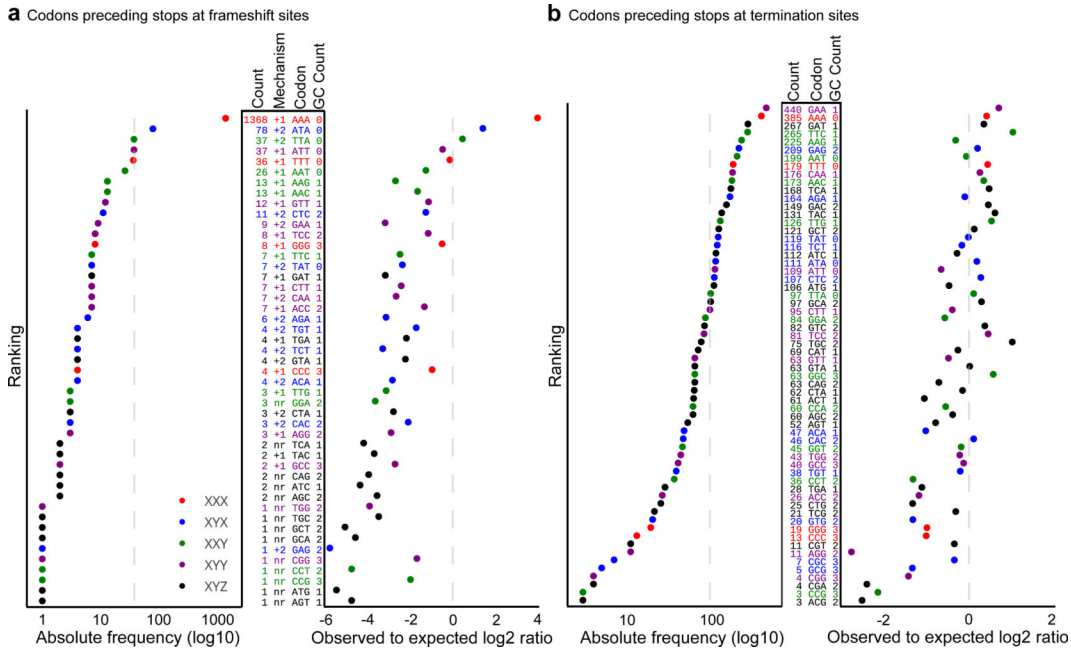 a Codons preceding stops at frameshift sites
Count
Mechanism
Codon
GC Count
1368 +1 AAA 0
78 +2 ATA 0
37 +2 TTA 0
37 +1 ATT 0
36 +1 TTT 0
26 +1 AAT 0
13 +1 AAG 1
13 +1 AAC 1
12 +1 GTT 1
11 +2 CTC 2
9 +2 GAA 1
8 +1 TCC 2
8 +1 GGG 3
7 +1 TTC 1
7 +2 TAT 0
7 +1 GAT 1
7 +1 CTT 1
7 +2 CAA 1
7 +1 ACC 2
6 +2 AGA 1
4 +2 TGT 1
4 +1 TGA 1
4 +2 TCT 1
4 +2 GTA 1
4 +1 CCC 3
4 +2 ACA 1
3 +1 TTG 1
3 nr GGA 2
3 +2 CTA 1
3 +2 CAC 2
3 +1 AGG 2
2 nr TCA 1
2 +1 TAC 1
2 +1 GCC 3
2 nr CAG 2
2 nr ATC 1
2 nr AGC 2
1 nr TGG 2
1 nr TGC 2
1 nr GCT 2
1 nr GCA 2
1 +2 GAG 2
1 nr CGG 3
1 nr CCT 2
1 nr CCG 3
1 nr ATG 1
1 nr AGT 1
Ranking
XXX
XYX
XXY
XYY
XYZ
1 10 100 1000
Absolute frequency (log10)
-6 -4 -2 0 2 4
Observed to expected log2 ratio
b Codons preceding stops at termination sites
Count
Codon
GC Count
440 GAA 1
385 AAA 0
267 GAT 1
265 TTC 1
225 AAG 1
209 GAG 2
199 AAT 0
179 TTT 0
176 CAA 1
173 AAC 1
168 TCA 1
164 AGA 1
149 GAC 2
131 TAC 1
126 TTG 1
121 GCT 2
119 TAT 0
116 TCT 1
112 ATC 1
111 ATA 0
109 ATT 0
107 CTC 2
106 ATG 1
97 TTA 0
97 GCA 2
95 CTT 1
84 GGA 2
82 GTC 2
81 TCC 2
75 TGC 2
69 CAT 1
63 GTT 1
63 GTA 1
63 GGC 3
63 CAG 2
62 CTA 1
61 ACT 1
60 CCA 2
60 AGC 2
52 AGT 1
47 ACA 1
46 CAC 2
45 GGT 2
43 TGG 2
40 GCC 3
38 TGT 1
36 CCT 2
28 TGA 1
26 ACC 2
25 CTG 2
21 TCG 2
20 GTG 2
19 GGG 3
13 CCC 3
11 CGT 2
11 AGG 2
7 CGC 3
5 GCG 3
4 CGG 3
4 CGA 2
3 CCG 3
3 ACG 2
Ranking
10 100
Absolute frequency (log10)
-2 0
Observed to expected log2 ratio